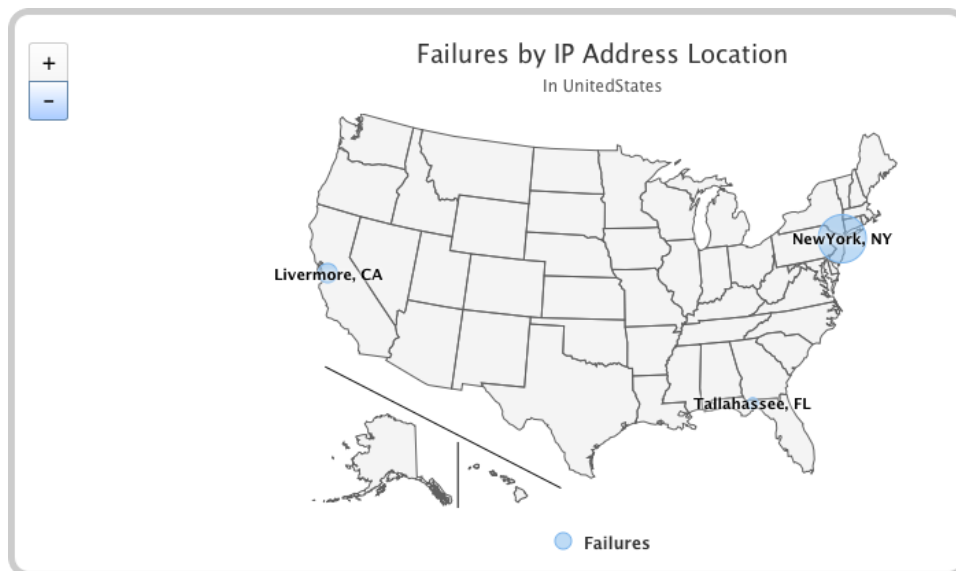 +
−
Failures by IP Address Location
In UnitedStates
NewYork, NY
Livermore, CA
Tallahassee, FL
Failures